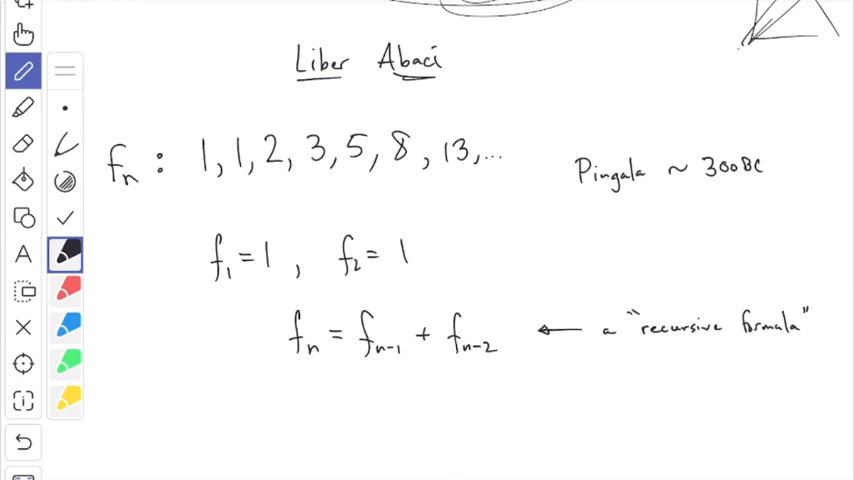 Liber Abaci
fn : 1, 1, 2, 3, 5, 8, 13, ...
Pingala ~ 300BC
f1 = 1 , f2 = 1
fn = fn-1 + fn-2 ← a "recursive formala"